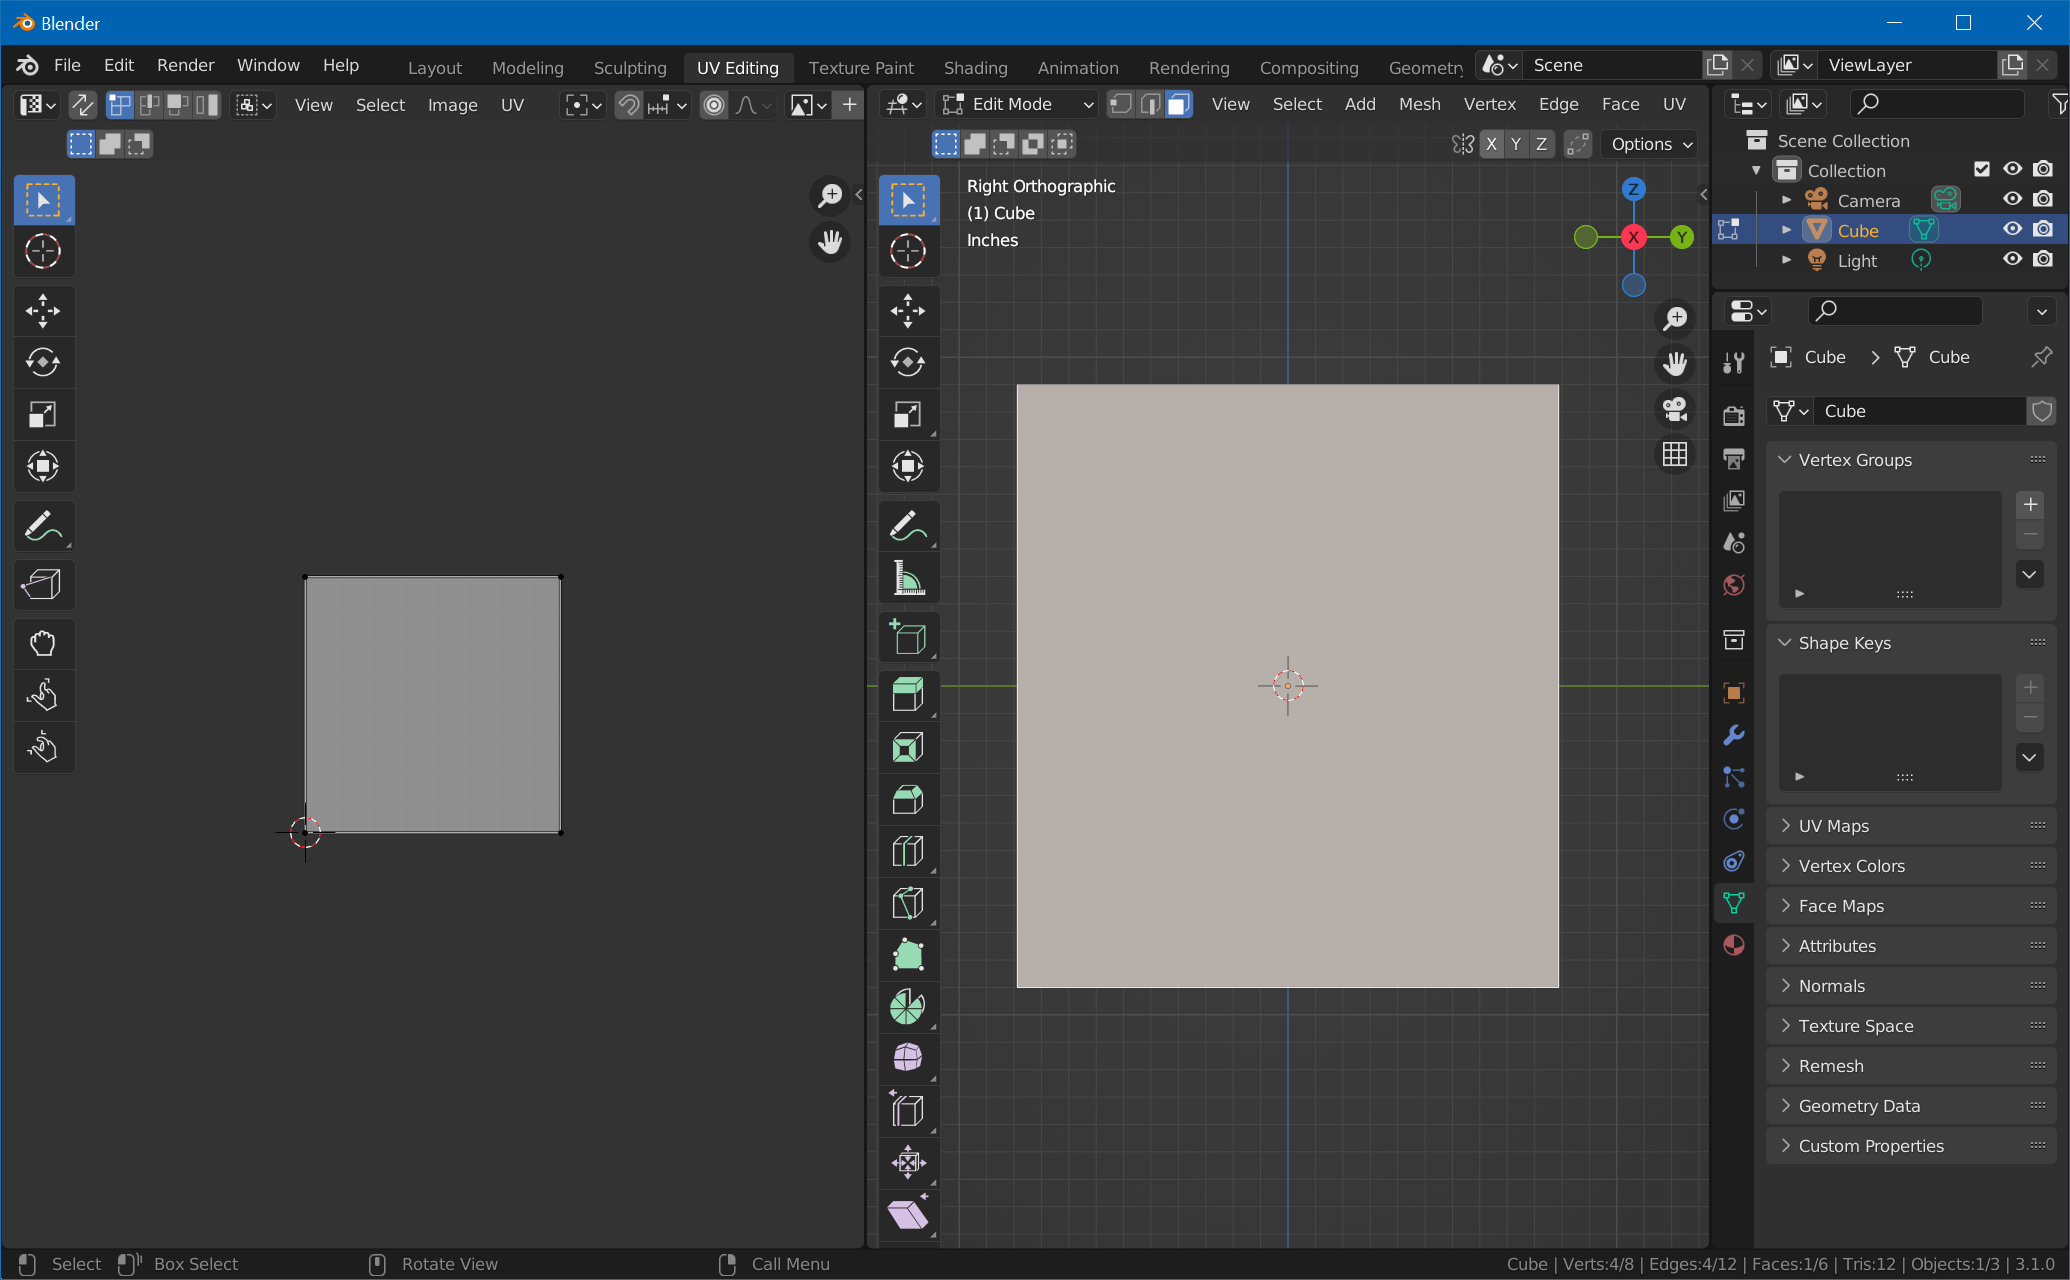 Blender
File Edit Render Window Help Layout Modeling Sculpting UV Editing Texture Paint Shading Animation Rendering Compositing Geometry Scene ViewLayer
View Select Image UV
Edit Mode View Select Add Mesh Vertex Edge Face UV
X Y Z Options
Right Orthographic
(1) Cube
Inches
Z
X
Y
Scene Collection
Collection
Camera
Cube
Light
Cube Cube
Cube
Vertex Groups
Shape Keys
UV Maps
Vertex Colors
Face Maps
Attributes
Normals
Texture Space
Remesh
Geometry Data
Custom Properties
Select Box Select Rotate View Call Menu Cube | Verts:4/8 | Edges:4/12 | Faces:1/6 | Tris:12 | Objects:1/3 | 3.1.0